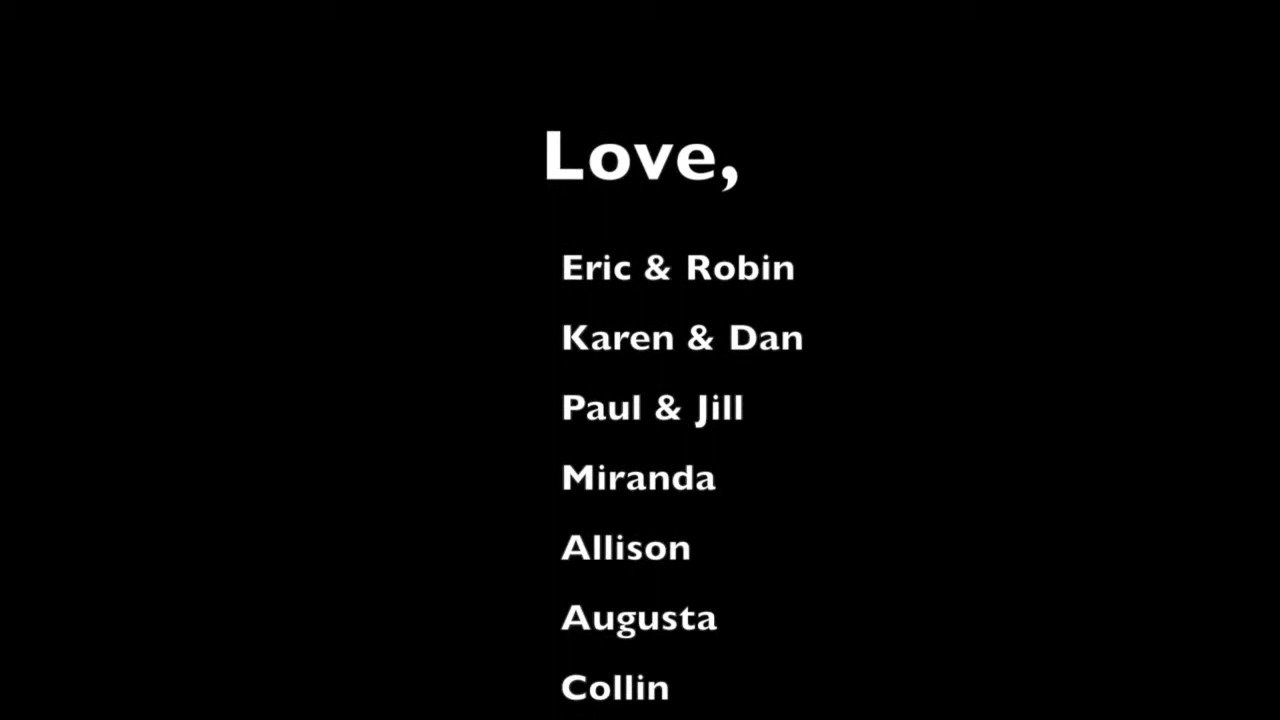 Love,
Eric & Robin
Karen & Dan
Paul & Jill
Miranda
Allison
Augusta
Collin